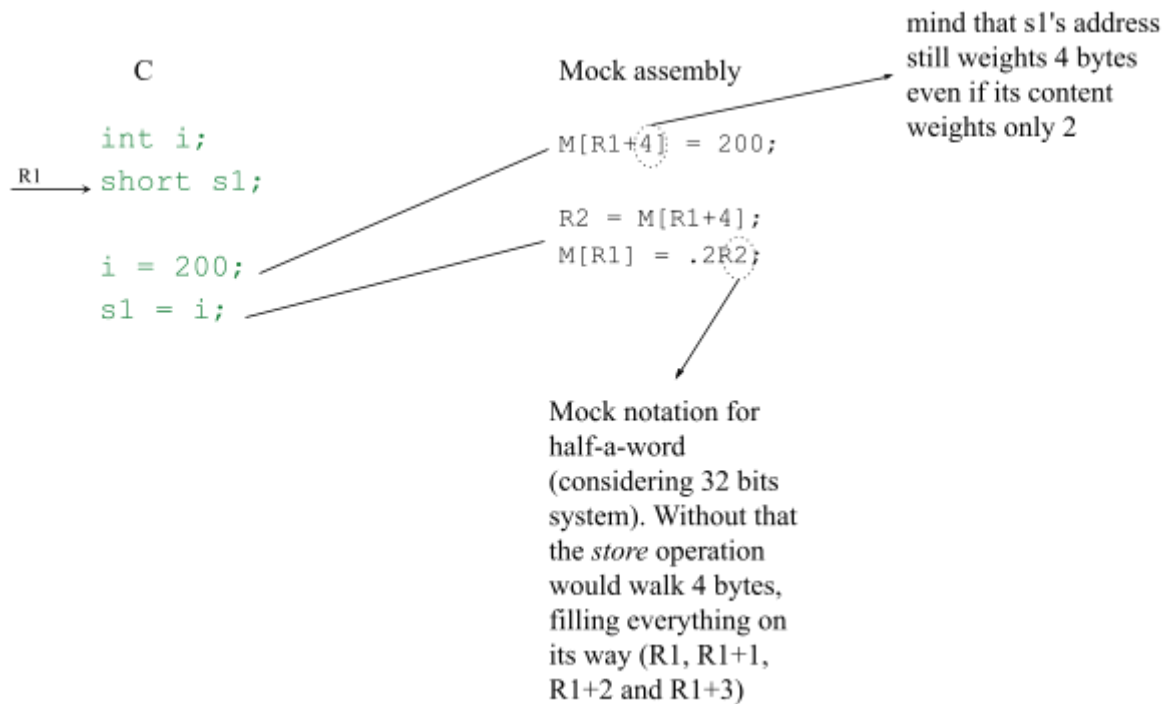 mind that s1's address
still weights 4 bytes
even if its content
weights only 2
C
Mock assembly
int i;
R1
short s1;
i = 200;
s1 = i;
M[R1+4] = 200;
R2 = M[R1+4];
M[R1] = .2R2;
Mock notation for
half-a-word
(considering 32 bits
system). Without that
the store operation
would walk 4 bytes,
filling everything on
its way (R1, R1+1,
R1+2 and R1+3)